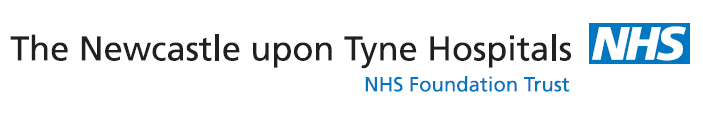 The Newcastle upon Tyne Hospitals NHS
NHS Foundation Trust